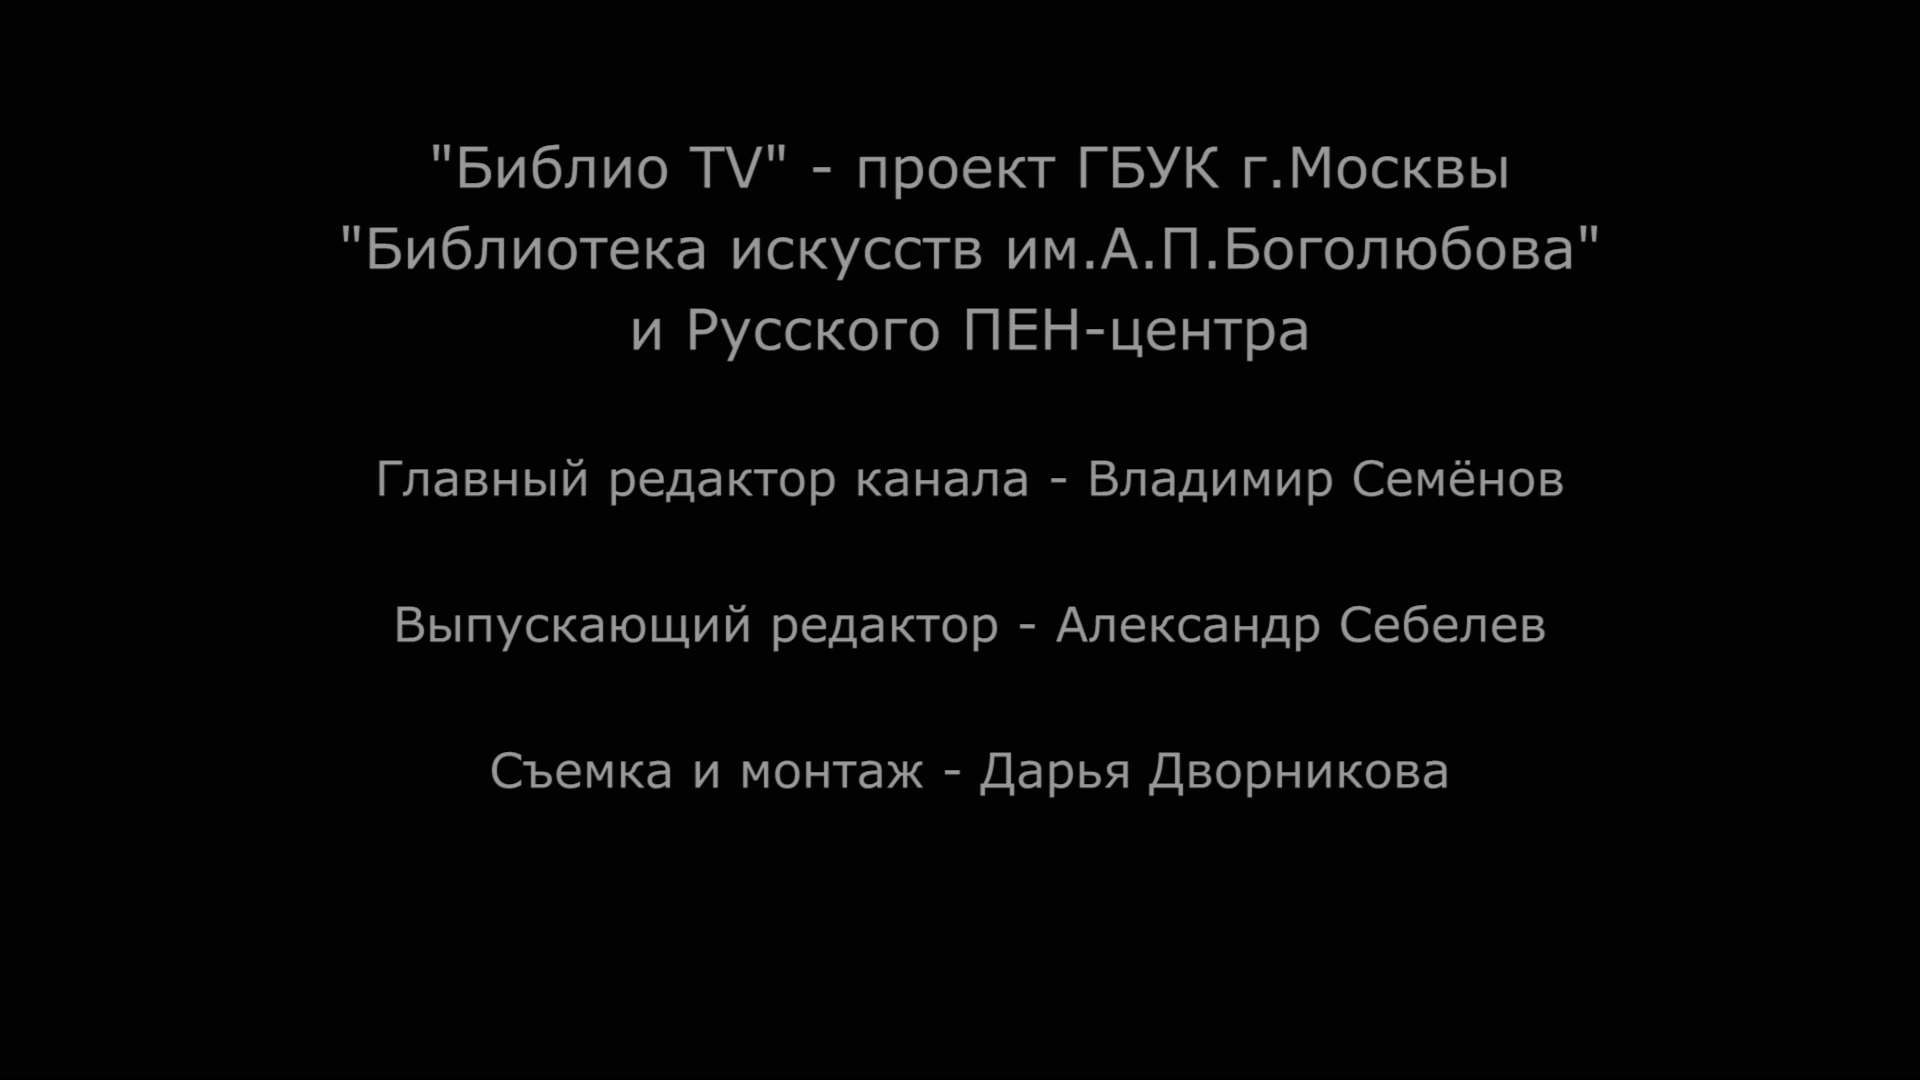 "Библио TV" - проект ГБУК г.Москвы
"Библиотека искусств им.А.П.Боголюбова"
и Русского ПЕН-центра
Главный редактор канала - Владимир Семёнов
Выпускающий редактор - Александр Себелев
Съемка и монтаж - Дарья Дворникова